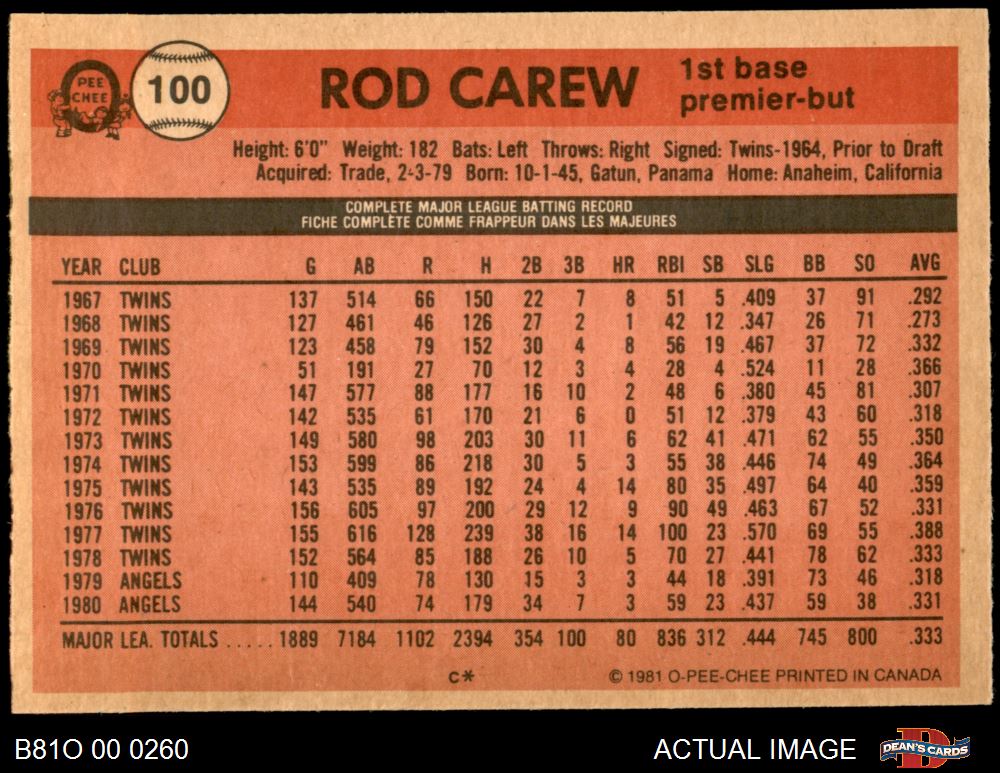 PEE
CHEE
100
ROD CAREW
1st base
premier-but
Height: 6'0" Weight: 182 Bats: Left Throws: Right Signed: Twins-1964, Prior to Draft
Acquired: Trade, 2-3-79 Born: 10-1-45, Gatun, Panama Home: Anaheim, California
COMPLETE MAJOR LEAGUE BATTING RECORD
FICHE COMPLÈTE COMME FRAPPEUR DANS LES MAJEURES
YEAR CLUB G AB R H 2B 3B HR RBI SB SLG BB SO AVG
1967 TWINS 137 514 66 150 22 7 8 51 5 .409 37 91 .292
1968 TWINS 127 461 46 126 27 2 1 42 12 .347 26 71 .273
1969 TWINS 123 458 79 152 30 4 8 56 19 .467 37 72 .332
1970 TWINS 51 191 27 70 12 3 4 28 4 .524 11 28 .366
1971 TWINS 147 577 88 177 16 10 2 48 6 .380 45 81 .307
1972 TWINS 142 535 61 170 21 6 0 51 12 .379 43 60 .318
1973 TWINS 149 580 98 203 30 11 6 62 41 .471 62 55 .350
1974 TWINS 153 599 86 218 30 5 3 55 38 .446 74 49 .364
1975 TWINS 143 535 89 192 24 4 14 80 35 .497 64 40 .359
1976 TWINS 156 605 97 200 29 12 9 90 49 .463 67 52 .331
1977 TWINS 155 616 128 239 38 16 14 100 23 .570 69 55 .388
1978 TWINS 152 564 85 188 26 10 5 70 27 .441 78 62 .333
1979 ANGELS 110 409 78 130 15 3 3 44 18 .391 73 46 .318
1980 ANGELS 144 540 74 179 34 7 3 59 23 .437 59 38 .331
MAJOR LEA. TOTALS ..... 1889 7184 1102 2394 354 100 80 836 312 .444 745 800 .333
C* © 1981 O-PEE-CHEE PRINTED IN CANADA
B81O 00 0260 ACTUAL IMAGE DEAN'S CARDS